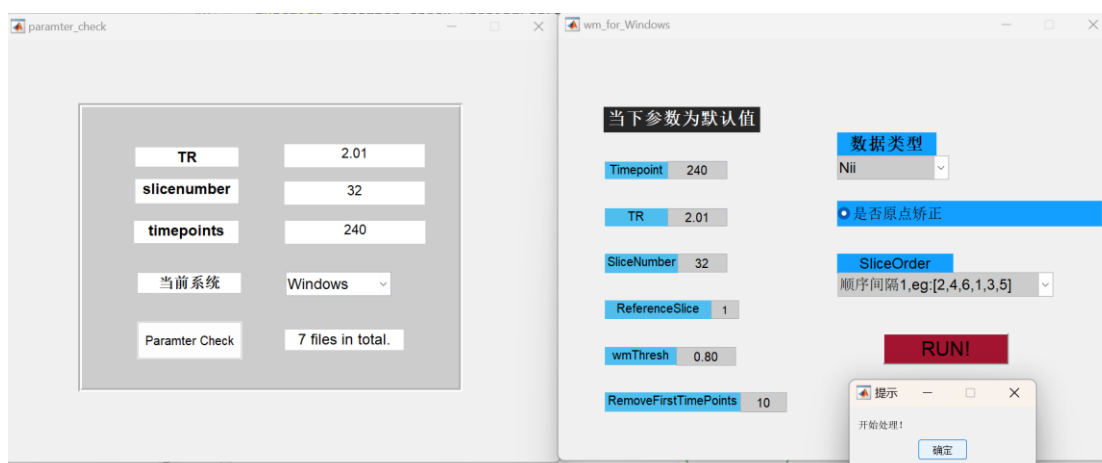 paramter_check
TR
2.01
slicenumber
32
timepoints
240
当前系统
Windows
Paramter Check
7 files in total.
wm_for_Windows
当下参数为默认值
Timepoint
240
TR
2.01
SliceNumber
32
ReferenceSlice
1
wmThresh
0.80
RemoveFirstTimePoints
10
数据类型
Nii
是否原点矫正
SliceOrder
顺序间隔1,eg:[2,4,6,1,3,5]
RUN!
提示
开始处理!
确定